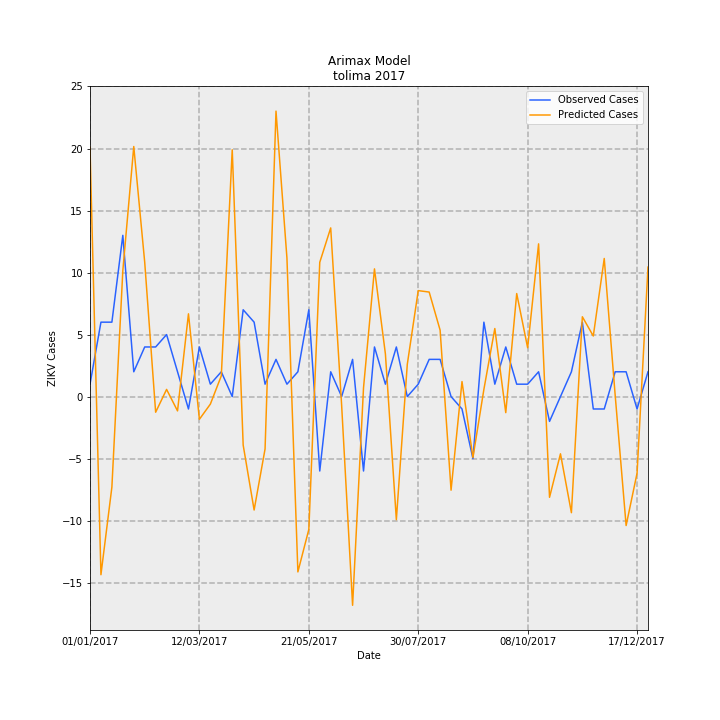 Arimax Model
tolima 2017
Observed Cases
Predicted Cases
25
20
15
10
5
0
−5
−10
−15
ZIKV Cases
01/01/2017 12/03/2017 21/05/2017 30/07/2017 08/10/2017 17/12/2017
Date